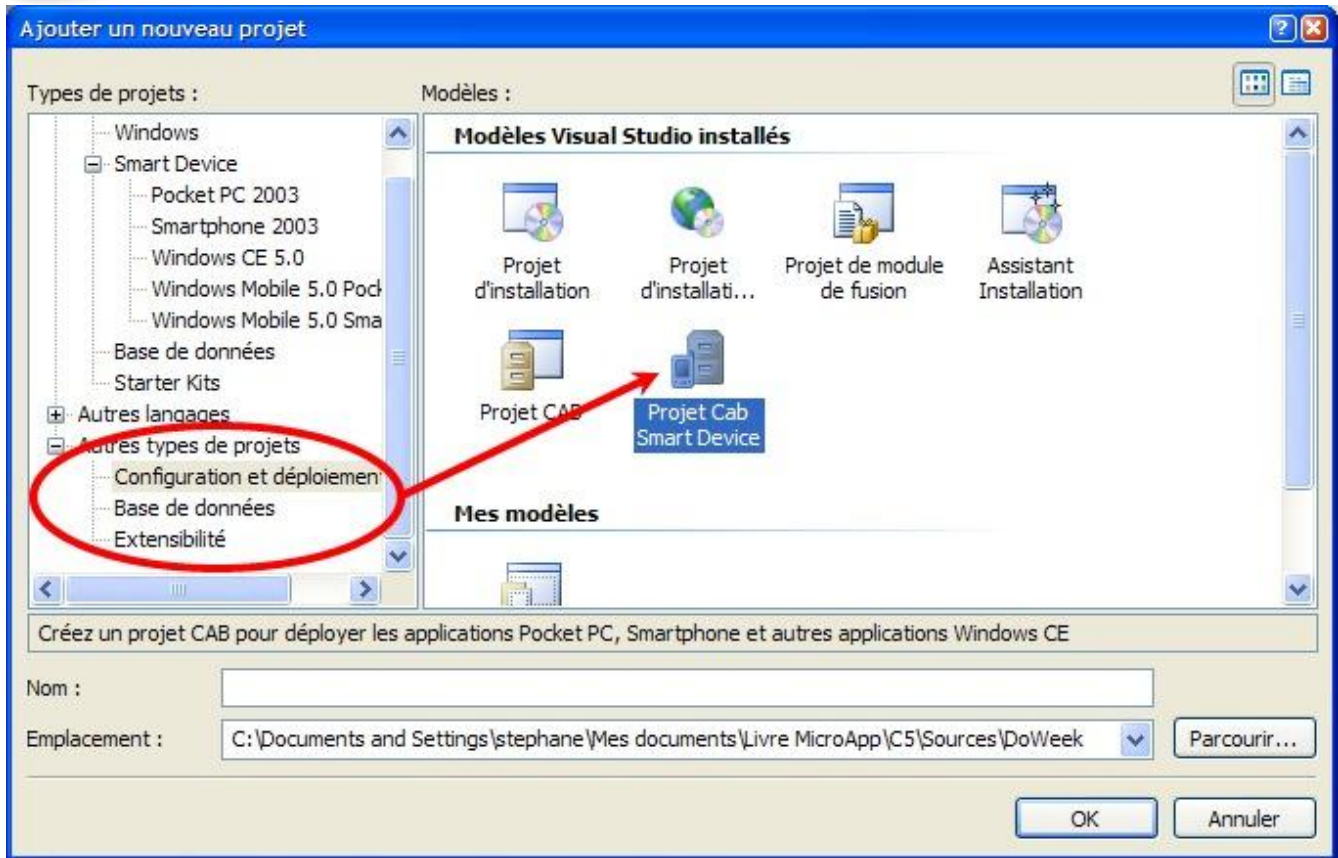 Ajouter un nouveau projet
Types de projets :
Modèles :
Windows
Smart Device
Pocket PC 2003
Smartphone 2003
Windows CE 5.0
Windows Mobile 5.0 Pock
Windows Mobile 5.0 Sma
Base de données
Starter Kits
Autres langages
Autres types de projets
Configuration et déploiement
Base de données
Extensibilité
Modèles Visual Studio installés
Projet
d'installation
Projet
d'installati...
Projet de module
de fusion
Assistant
Installation
Projet CAB
Projet Cab
Smart Device
Mes modèles
Créez un projet CAB pour déployer les applications Pocket PC, Smartphone et autres applications Windows CE
Nom :
Emplacement :
C:\Documents and Settings\stephane\Mes documents\Livre MicroApp\C5\Sources\DoWeek
Parcourir...
OK
Annuler